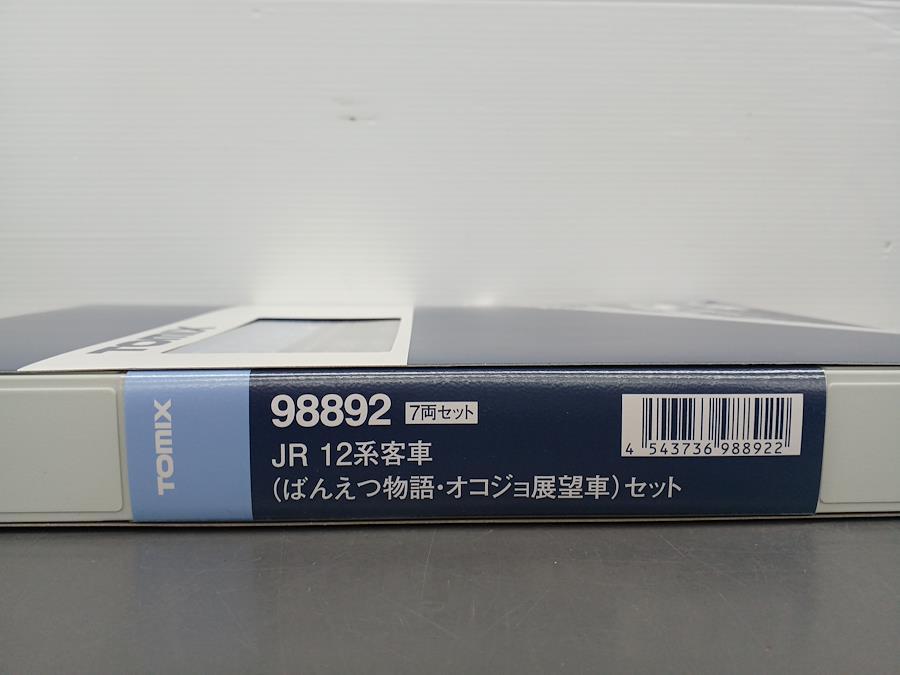 TOMIX
TOMIX
98892 7両セット
JR 12系客車
(ばんえつ物語・オコジョ展望車)セット
4 543736 988922